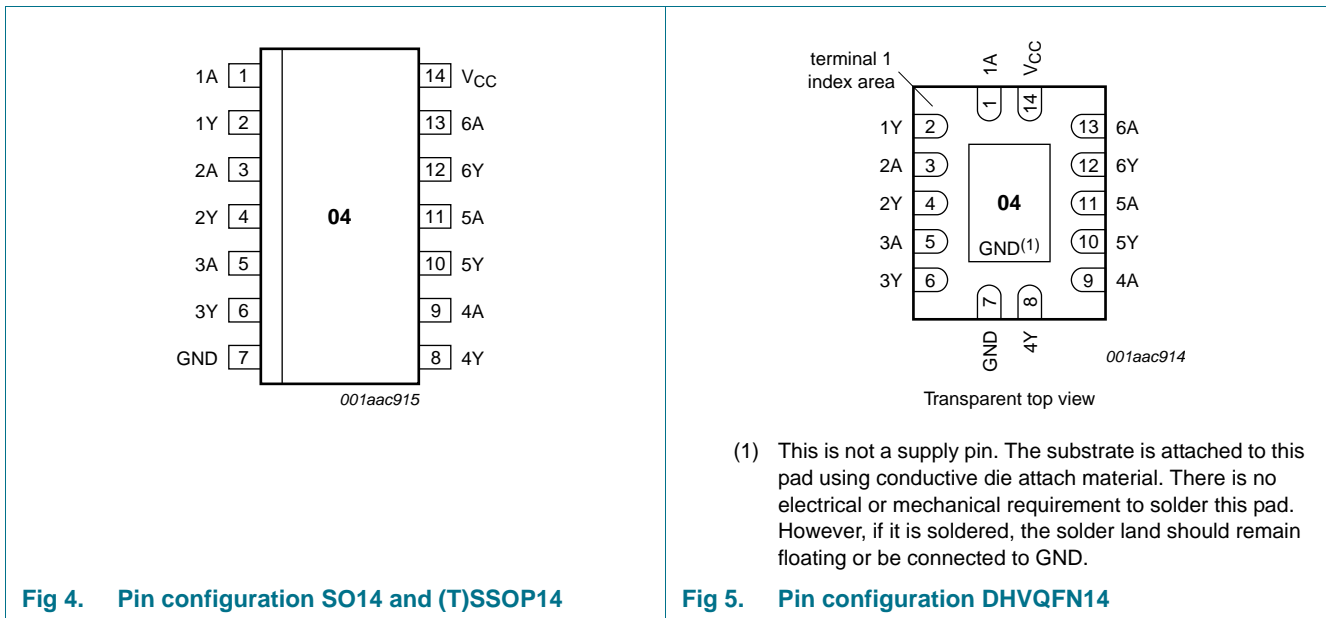 1A 1
1Y 2
2A 3
2Y 4
3A 5
3Y 6
GND 7
04
14 VCC
13 6A
12 6Y
11 5A
10 5Y
9 4A
8 4Y
001aac915
Fig 4. Pin configuration SO14 and (T)SSOP14
terminal 1
index area
1A
VCC
1
14
1Y 2
2A 3
2Y 4
3A 5
3Y 6
04
GND(1)
13 6A
12 6Y
11 5A
10 5Y
9 4A
7
8
GND
4Y
001aac914
Transparent top view
(1) This is not a supply pin. The substrate is attached to this
pad using conductive die attach material. There is no
electrical or mechanical requirement to solder this pad.
However, if it is soldered, the solder land should remain
floating or be connected to GND.
Fig 5. Pin configuration DHVQFN14